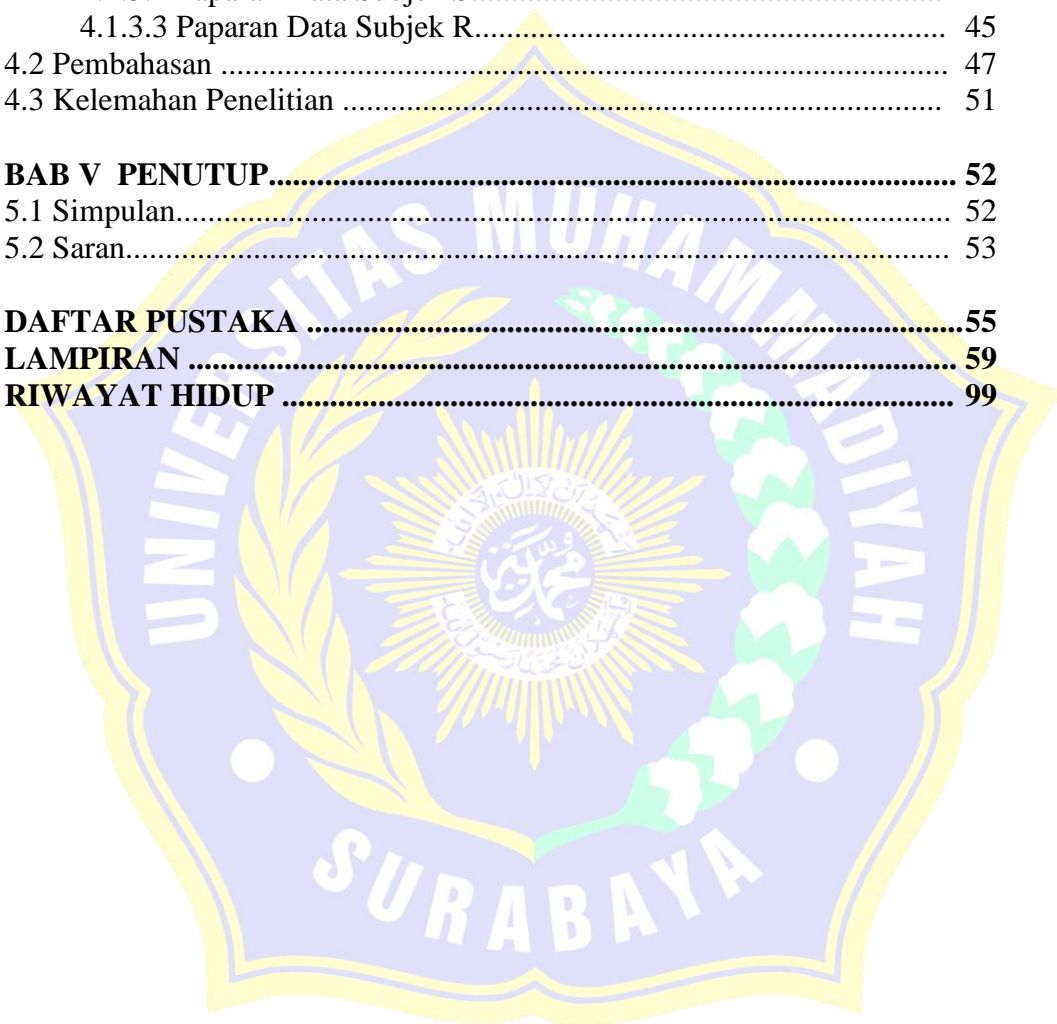 4.1.3.3 Paparan Data Subjek R.......................................................................... 45
4.2 Pembahasan ................................................................................................... 47
4.3 Kelemahan Penelitian .................................................................................... 51
BAB V  PENUTUP............................................................................................ 52
5.1 Simpulan......................................................................................................... 52
5.2 Saran............................................................................................................... 53
DAFTAR PUSTAKA ........................................................................................55
LAMPIRAN ...................................................................................................... 59
RIWAYAT HIDUP ........................................................................................... 99
UNIVERSITAS MUHAMMADIYAH
محمد
SURABAYA